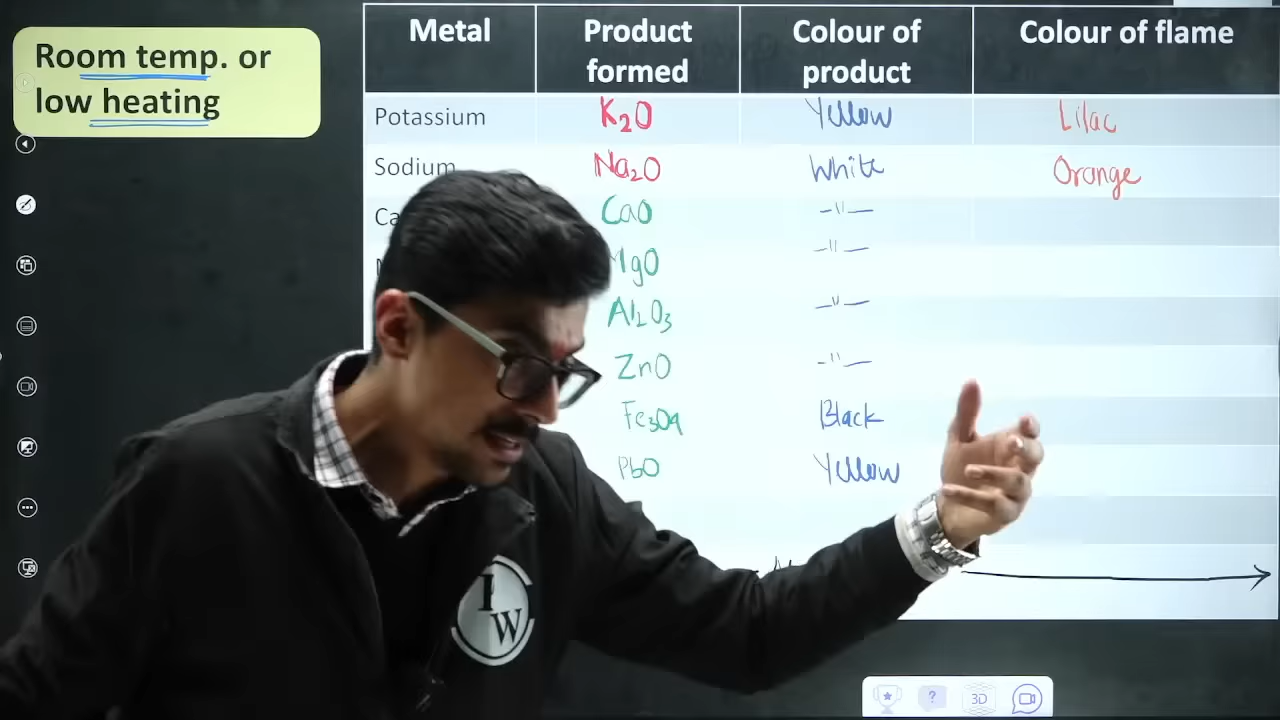 Room temp. or
low heating
Metal Product formed Colour of product Colour of flame
Potassium K₂O Yellow Lilac
Sodium Na₂O White Orange
Ca CaO —"—
MgO —"—
Al₂O₃ —"—
ZnO —"—
Fe₃O₄ Black
PbO Yellow
PW
?
3D